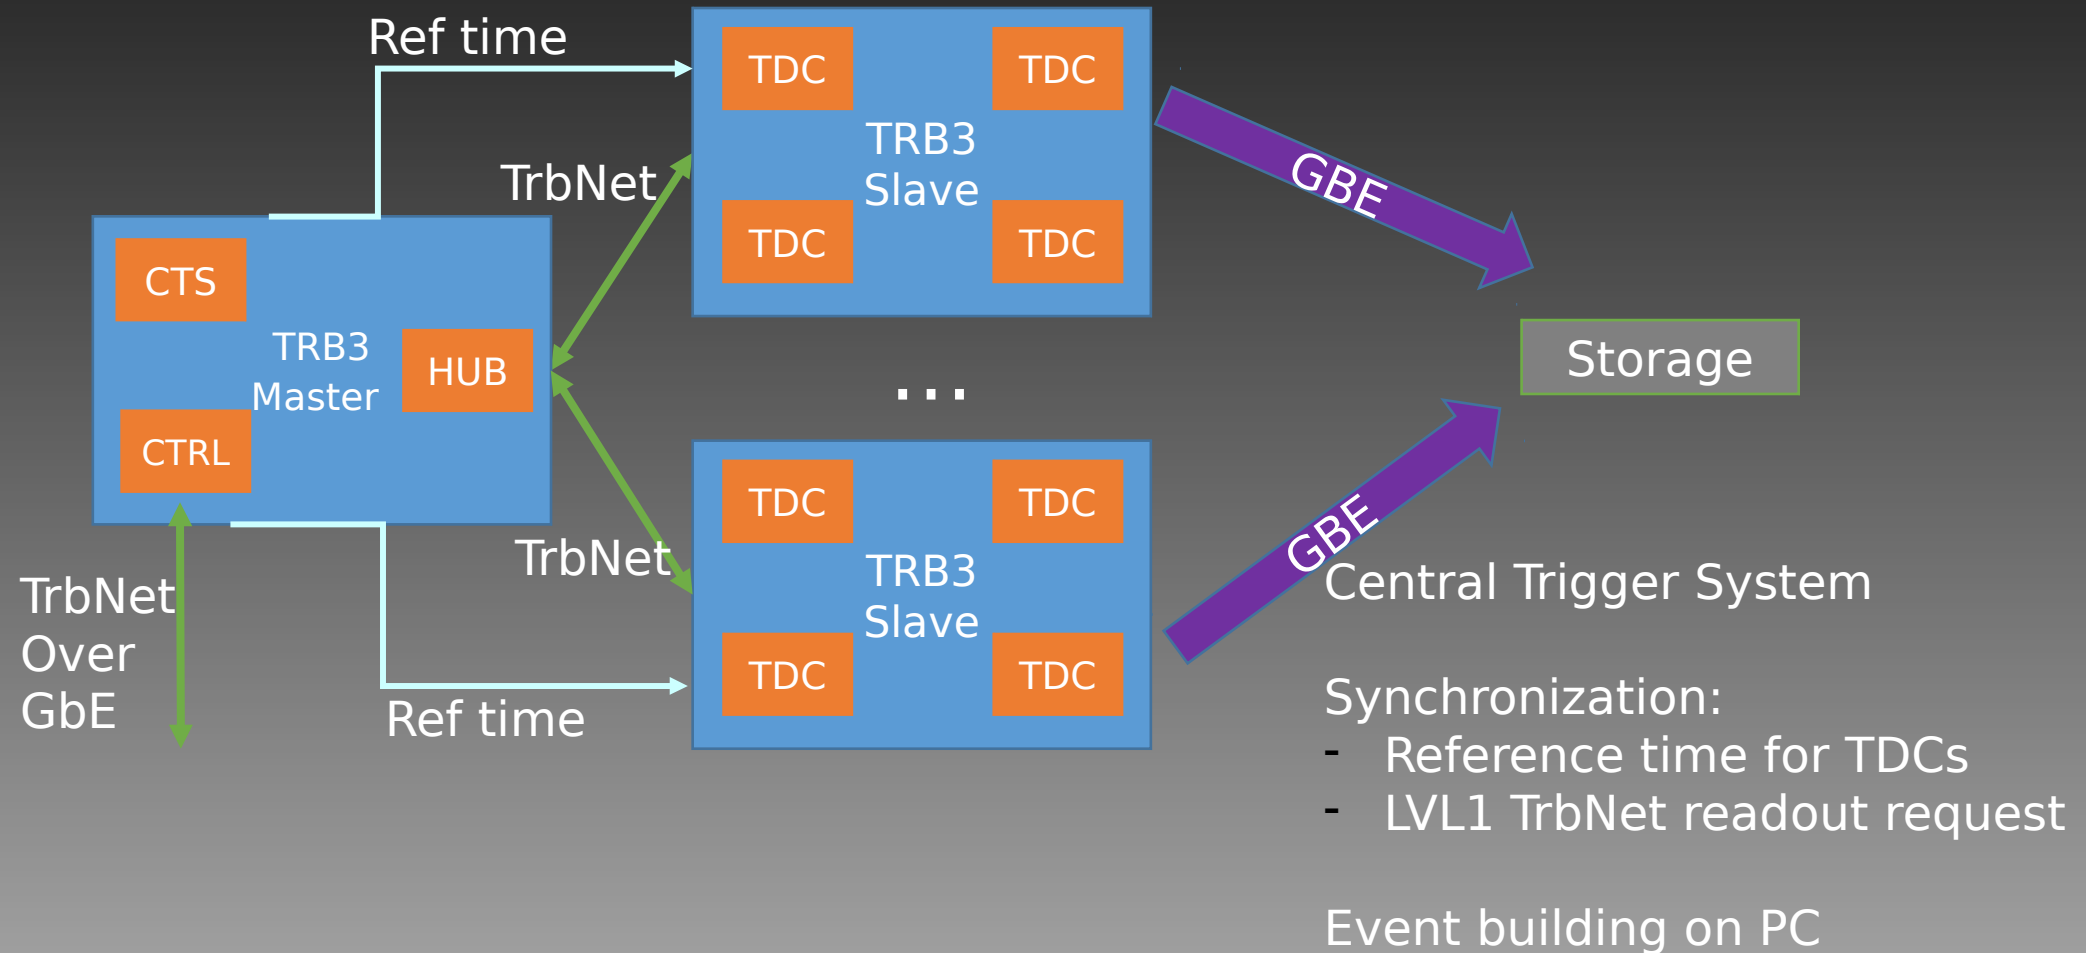 Ref time
TDC
TDC
TRB3
Slave
TDC
TDC
GBE
TrbNet
CTS
TRB3
Master
HUB
CTRL
...
Storage
TDC
TDC
TRB3
Slave
TDC
TDC
GBE
TrbNet
TrbNet
Over
GbE
Ref time
Central Trigger System
Synchronization:
- Reference time for TDCs
- LVL1 TrbNet readout request
Event building on PC